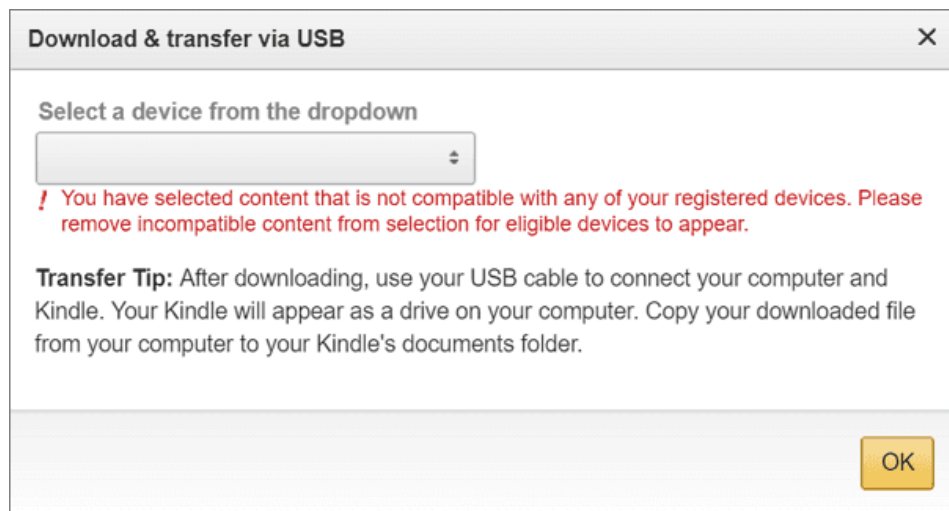 Download & transfer via USB
Select a device from the dropdown
! You have selected content that is not compatible with any of your registered devices. Please
remove incompatible content from selection for eligible devices to appear.
Transfer Tip: After downloading, use your USB cable to connect your computer and
Kindle. Your Kindle will appear as a drive on your computer. Copy your downloaded file
from your computer to your Kindle's documents folder.
OK